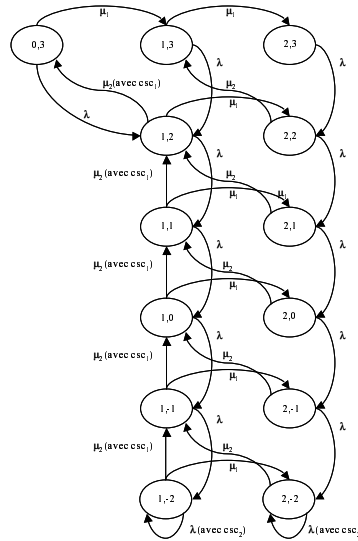 μ₁ μ₁
0,3 1,3 2,3
λ λ
μ₂(avec csc₁) μ₂
λ μ₁
1,2 2,2
λ λ
μ₂(avec csc₁) μ₂
μ₁ μ₁
1,1 2,1
λ λ
μ₂(avec csc₁) μ₂
μ₁
1,0 2,0
λ λ
μ₂(avec csc₁) μ₂
μ₁
1,-1 2,-1
λ λ
μ₂(avec csc₁) μ₂
μ₁
1,-2 2,-2
λ(avec csc₂) λ(avec csc